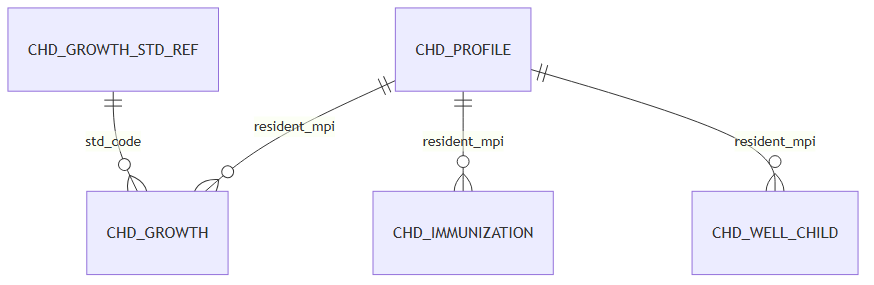 CHD_GROWTH_STD_REF
CHD_PROFILE
resident_mpi
std_code
resident_mpi
resident_mpi
CHD_GROWTH
CHD_IMMUNIZATION
CHD_WELL_CHILD